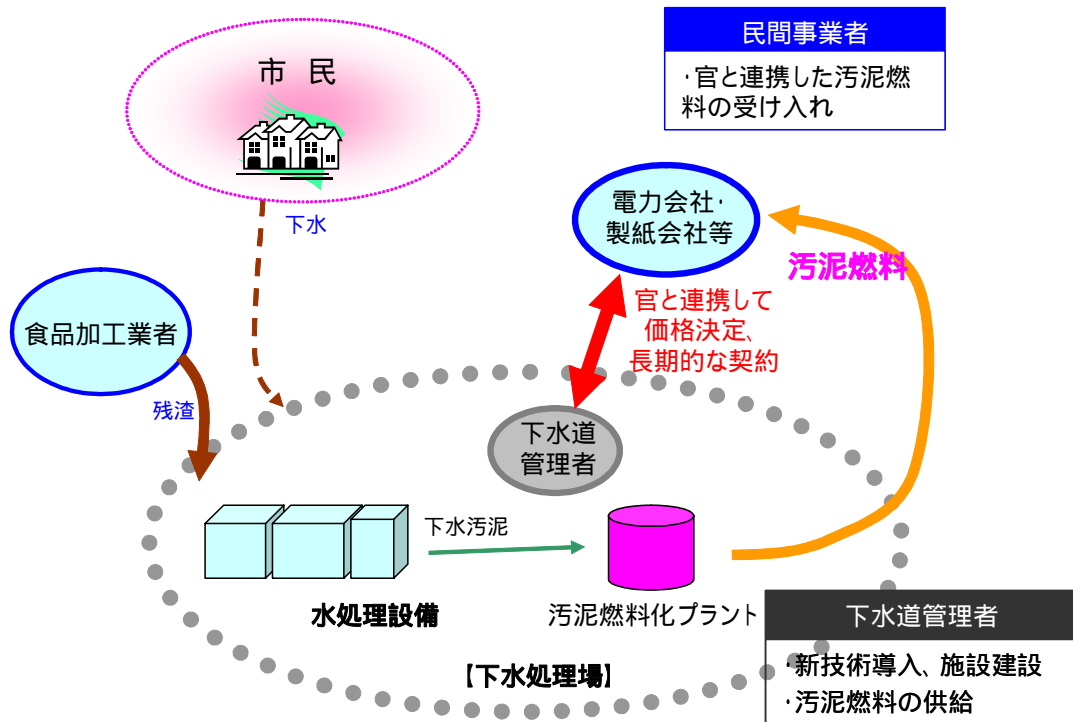 民間事業者
・官と連携した汚泥燃
料の受け入れ
市 民
下水
電力会社・
製紙会社等
汚泥燃料
官と連携して
価格決定、
長期的な契約
食品加工業者
残渣
下水道
管理者
下水汚泥
水処理設備
汚泥燃料化プラント
【下水処理場】
下水道管理者
・新技術導入、施設建設
・汚泥燃料の供給